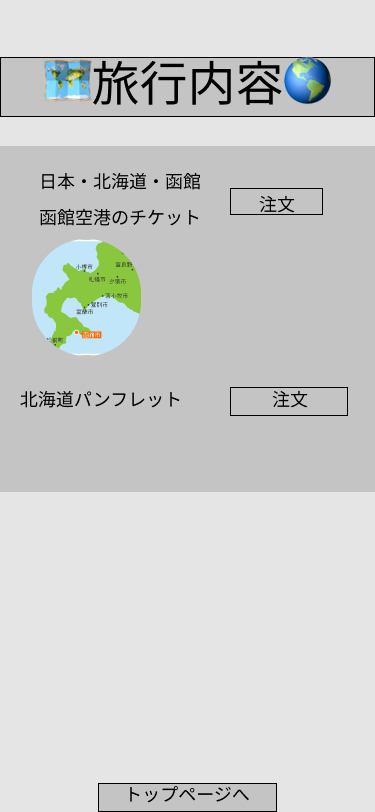 🗺️旅行内容🌎
日本・北海道・函館
函館空港のチケット
注文
小樽市
富良野
札幌市
夕張市
苫小牧市
登別市
室蘭市
函館市
北海道パンフレット
注文
トップページへ